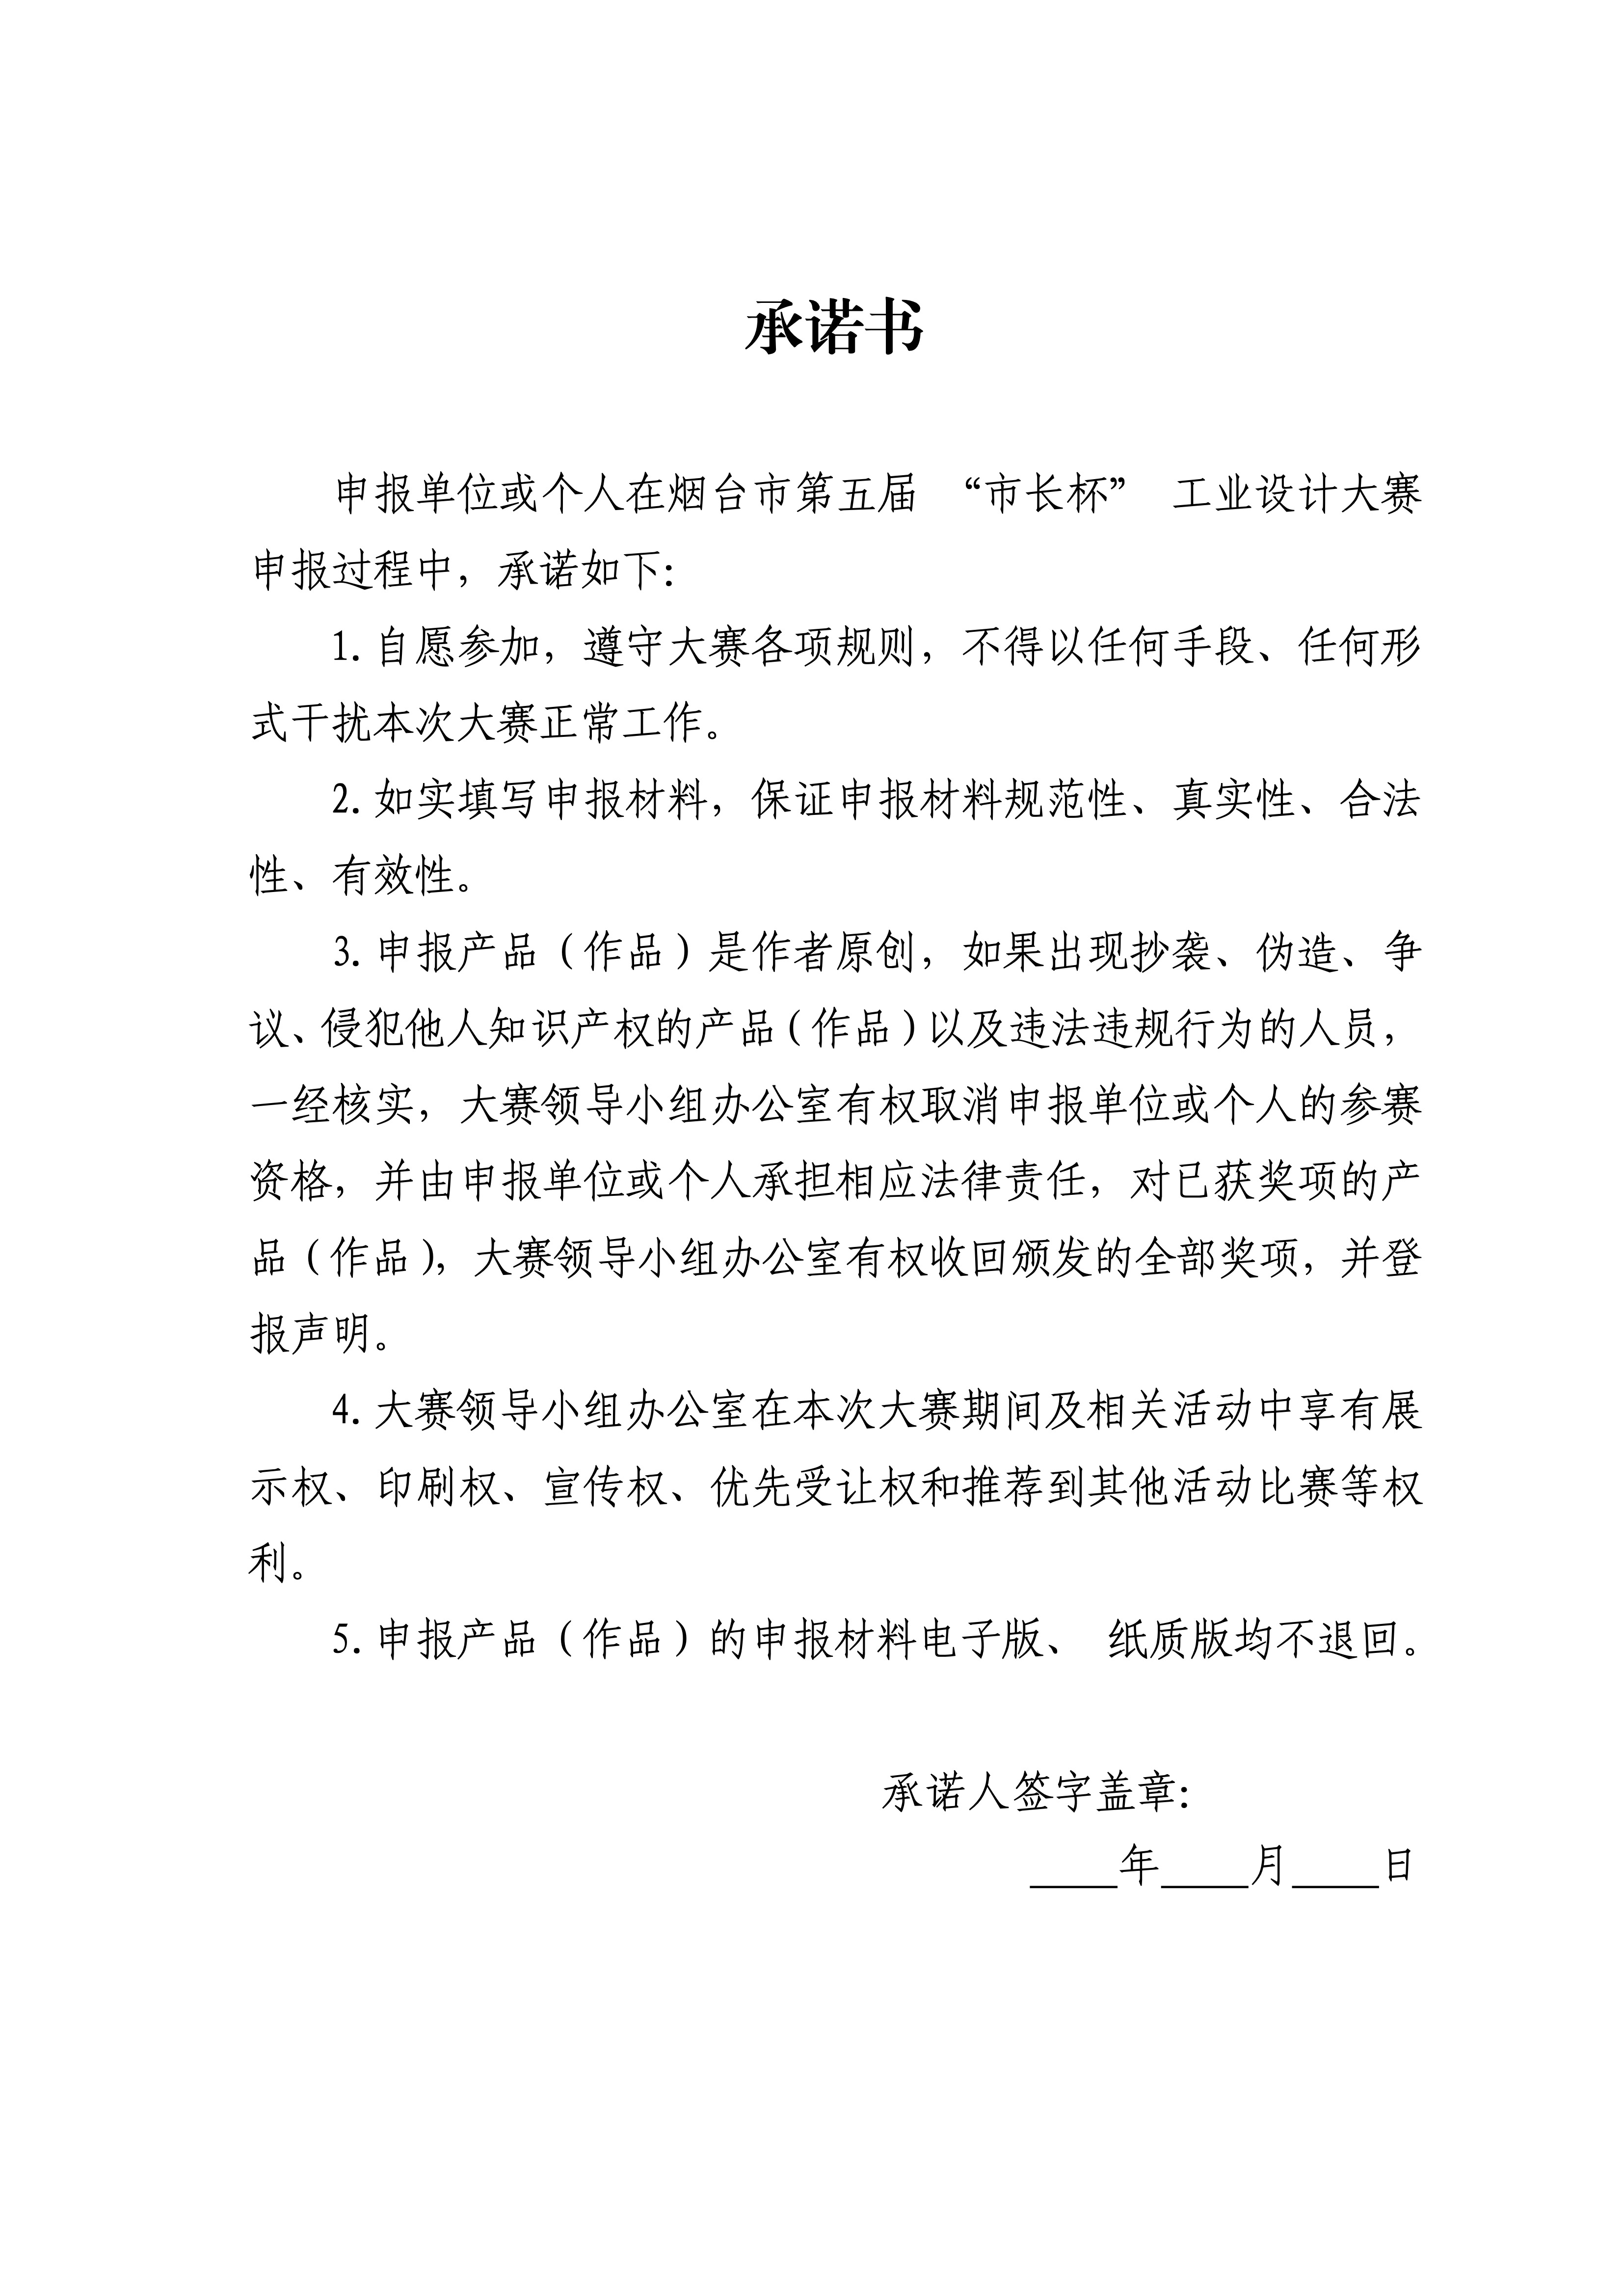 承诺书
申报单位或个人在烟台市第五届 “市长杯” 工业设计大赛
申报过程中，承诺如下：
1. 自愿参加，遵守大赛各项规则，不得以任何手段、任何形
式干扰本次大赛正常工作。
2. 如实填写申报材料，保证申报材料规范性、真实性、合法
性、有效性。
3. 申报产品（作品）是作者原创，如果出现抄袭、伪造、争
议、侵犯他人知识产权的产品（作品）以及违法违规行为的人员，
一经核实，大赛领导小组办公室有权取消申报单位或个人的参赛
资格，并由申报单位或个人承担相应法律责任，对已获奖项的产
品（作品），大赛领导小组办公室有权收回颁发的全部奖项，并登
报声明。
4. 大赛领导小组办公室在本次大赛期间及相关活动中享有展
示权、印刷权、宣传权、优先受让权和推荐到其他活动比赛等权
利。
5. 申报产品（作品）的申报材料电子版、 纸质版均不退回。
承诺人签字盖章：
____年____月____日